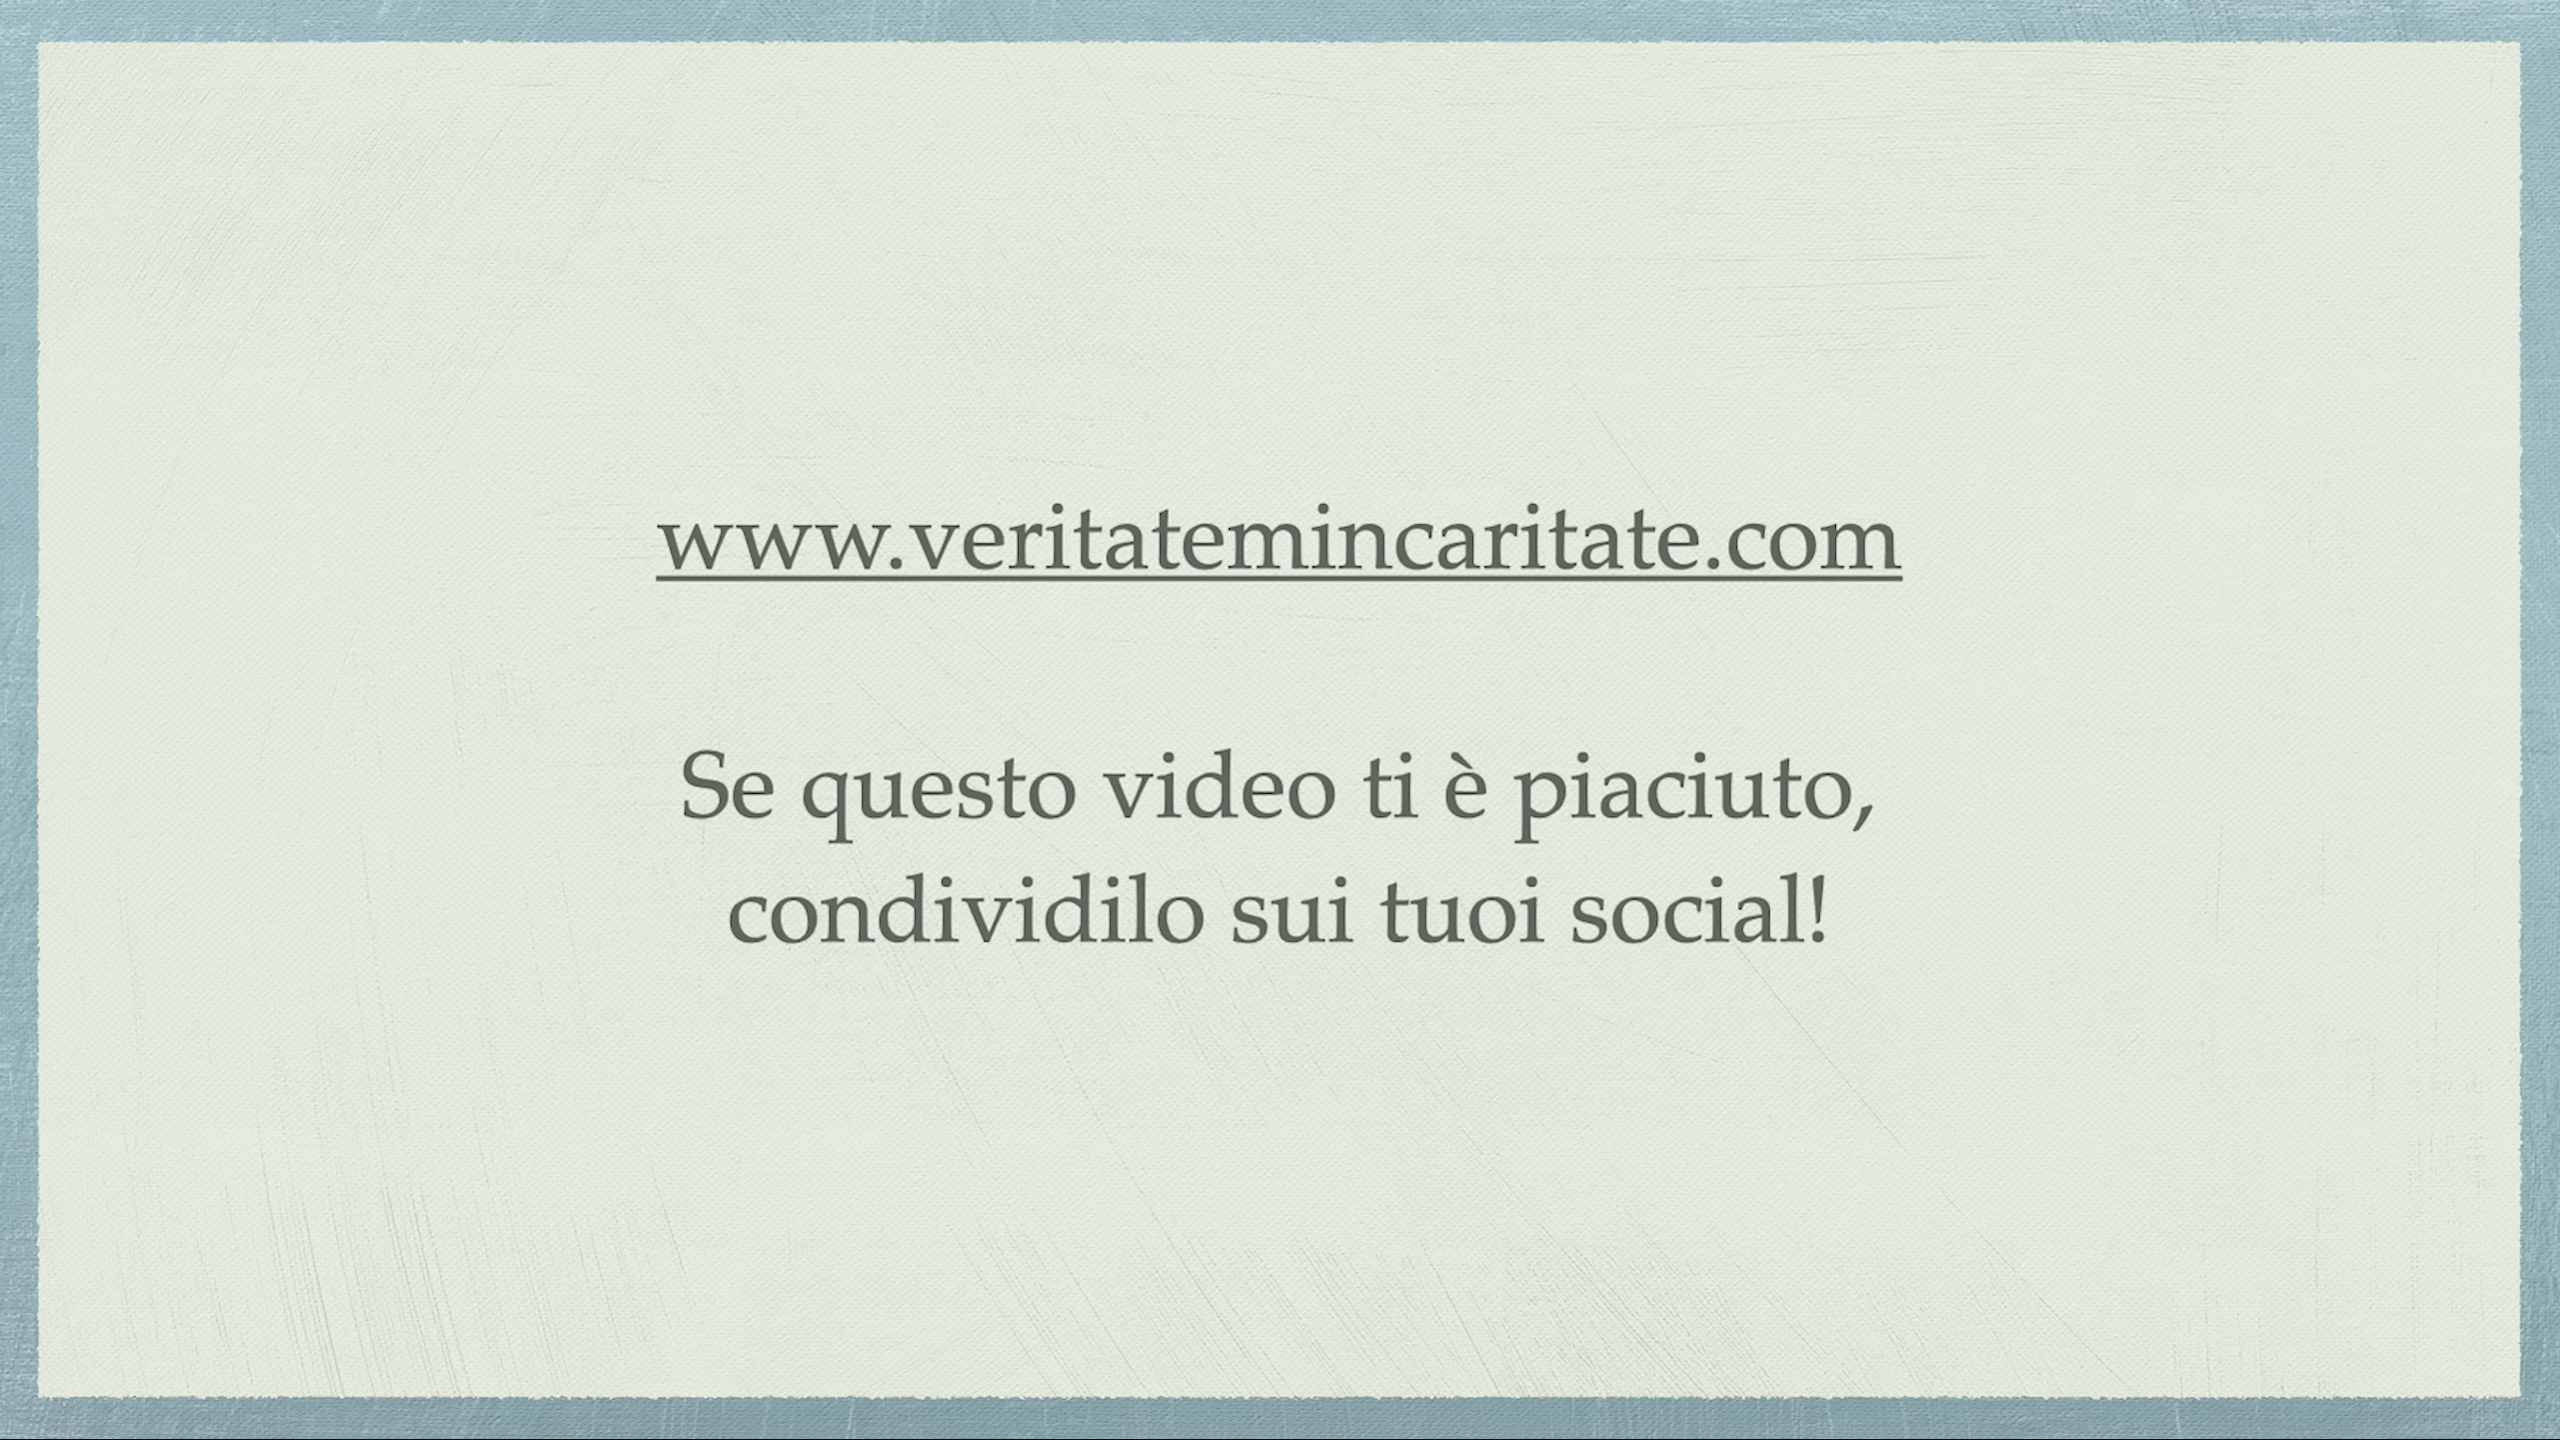 www.veritatemincaritate.com
Se questo video ti è piaciuto,
condividilo sui tuoi social!